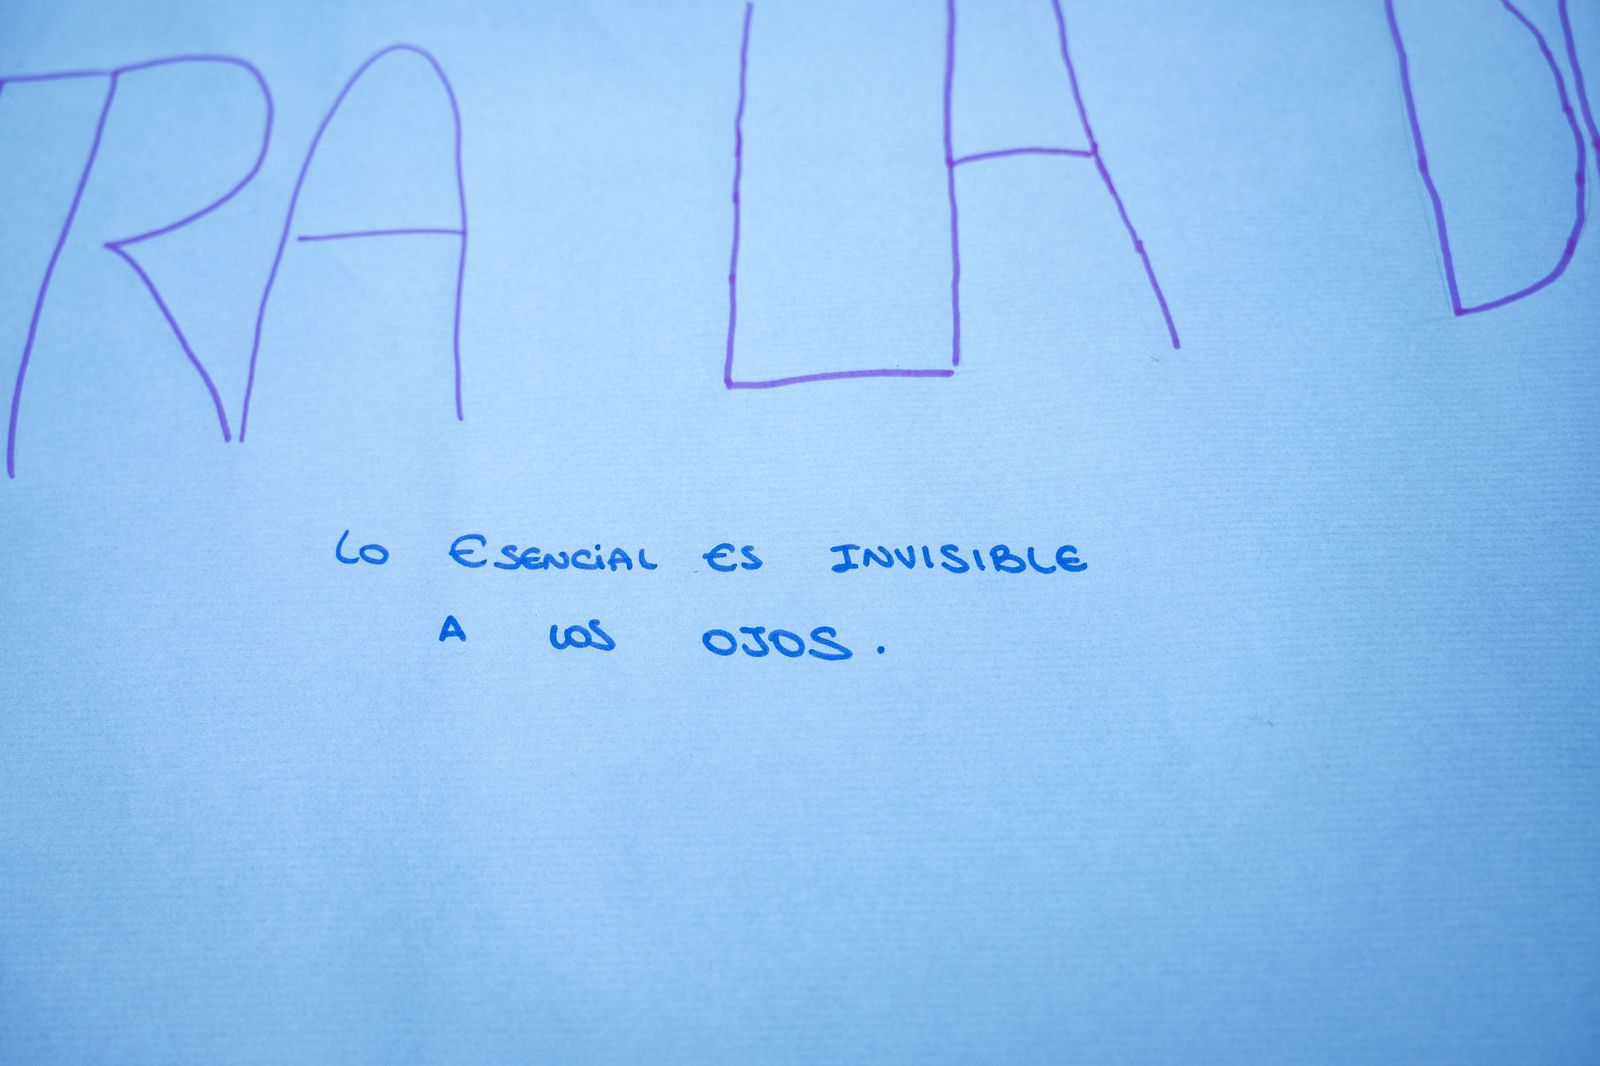 RA LA D
LO ESENCIAL ES INVISIBLE
A LOS OJOS.